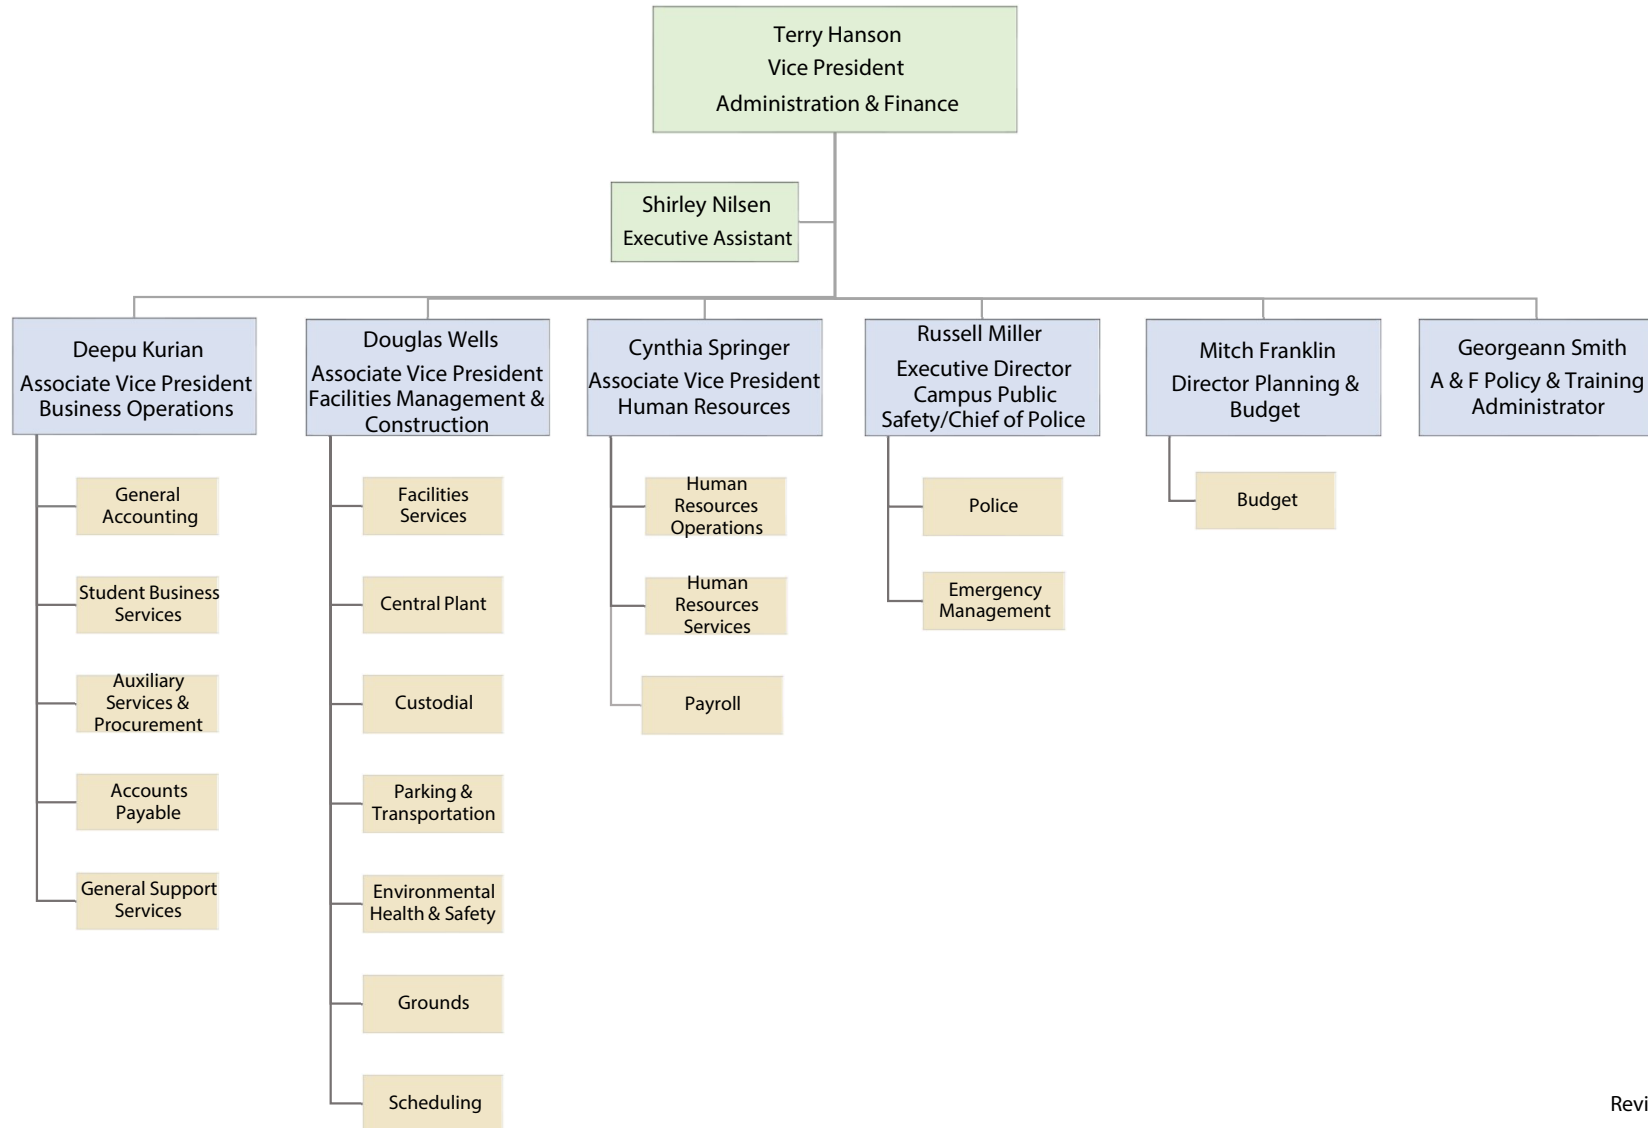 Terry Hanson
Vice President
Administration & Finance
Shirley Nilsen
Executive Assistant
Deepu Kurian
Associate Vice President
Business Operations
Douglas Wells
Associate Vice President
Facilities Management &
Construction
Cynthia Springer
Associate Vice President
Human Resources
Russell Miller
Executive Director
Campus Public
Safety/Chief of Police
Mitch Franklin
Director Planning &
Budget
Georgeann Smith
A & F Policy & Training
Administrator
General
Accounting
Student Business
Services
Auxiliary
Services &
Procurement
Accounts
Payable
General Support
Services
Facilities
Services
Central Plant
Custodial
Parking &
Transportation
Environmental
Health & Safety
Grounds
Scheduling
Human
Resources
Operations
Human
Resources
Services
Payroll
Police
Emergency
Management
Budget